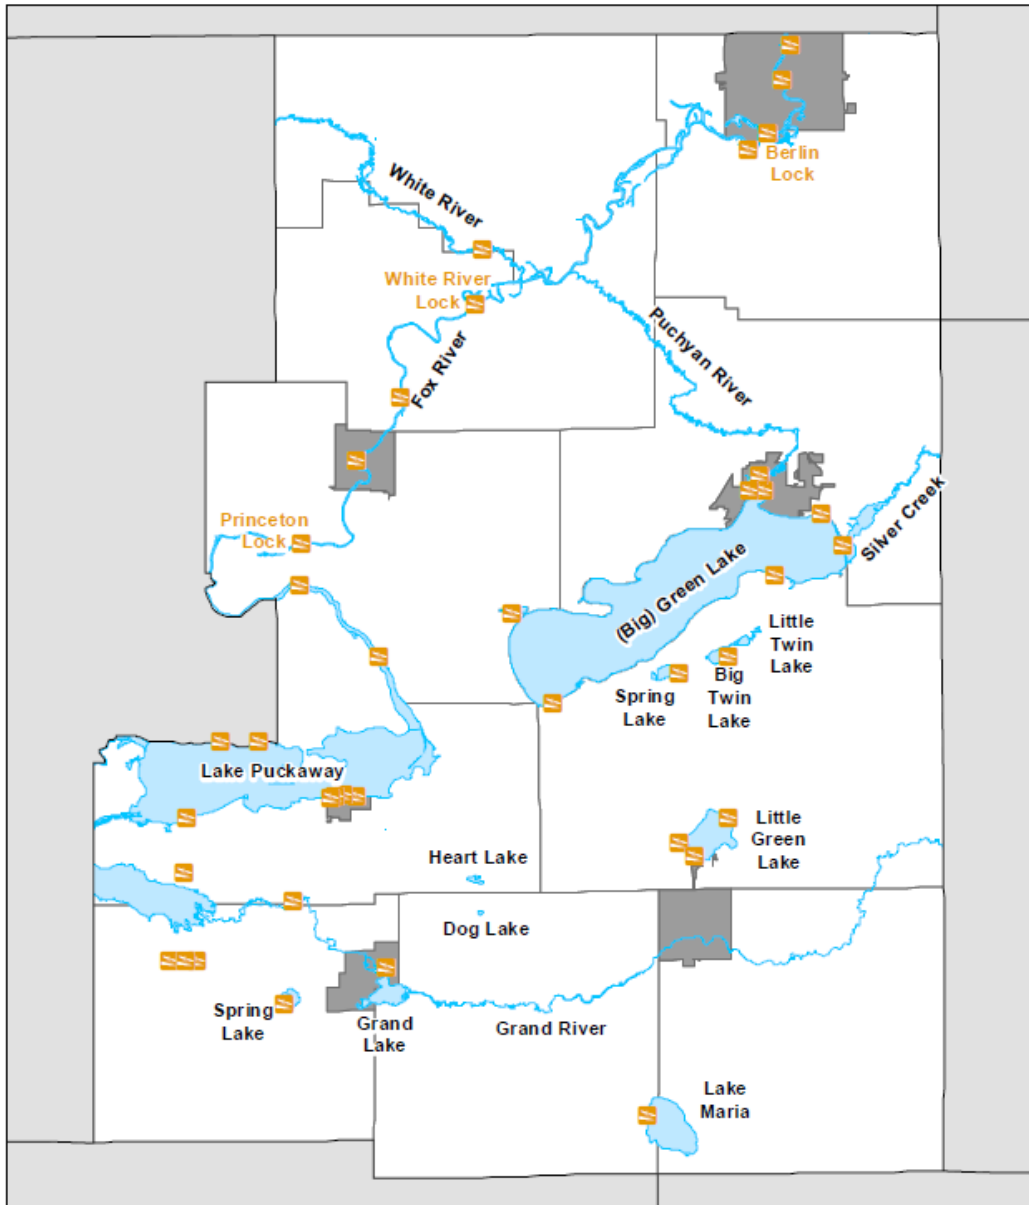 Berlin
Lock
White River
White River
Lock
Fox River
Puchyan River
Silver Creek
Princeton
Lock
(Big) Green Lake
Little
Twin
Lake
Big
Twin
Lake
Spring
Lake
Lake Puckaway
Little
Green
Lake
Heart Lake
Dog Lake
Spring
Lake
Grand
Lake
Grand River
Lake
Maria